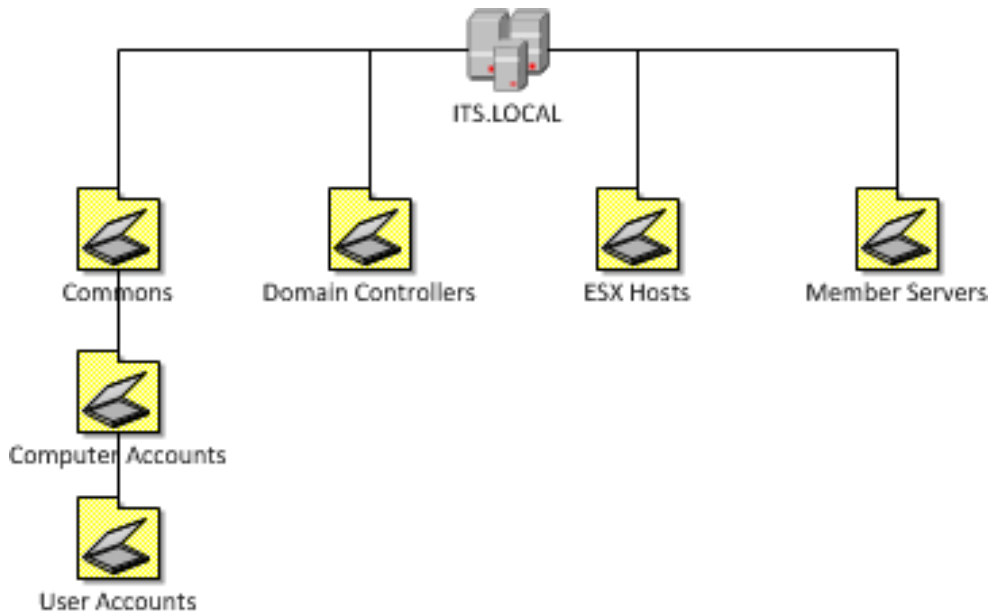 ITS.LOCAL
Commons
Domain Controllers
ESX Hosts
Member Servers
Computer Accounts
User Accounts